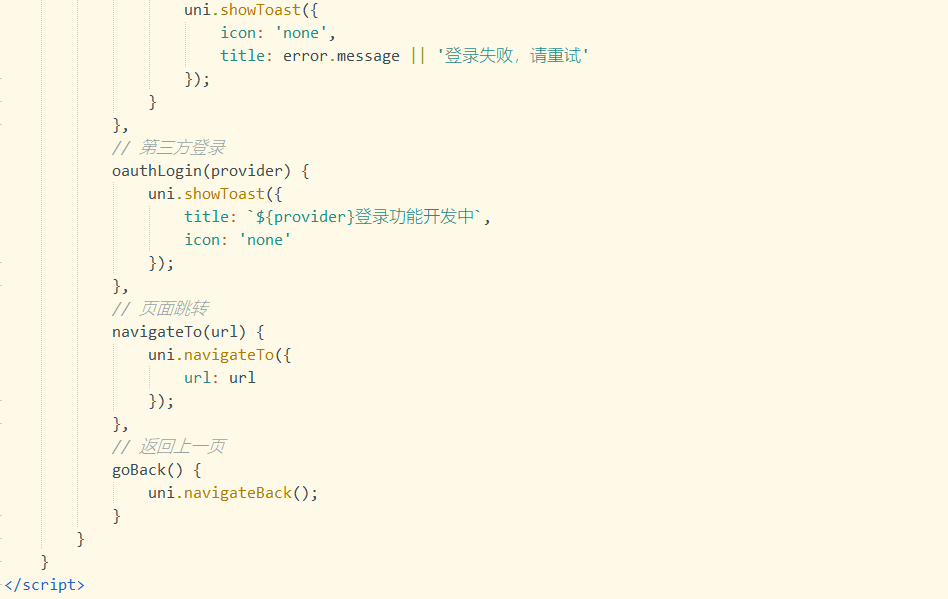 uni.showToast({
icon: 'none',
title: error.message || '登录失败，请重试'
});
}
},
// 第三方登录
oauthLogin(provider) {
uni.showToast({
title: `${provider}登录功能开发中`,
icon: 'none'
});
},
// 页面跳转
navigateTo(url) {
uni.navigateTo({
url: url
});
},
// 返回上一页
goBack() {
uni.navigateBack();
}
}
}
</script>